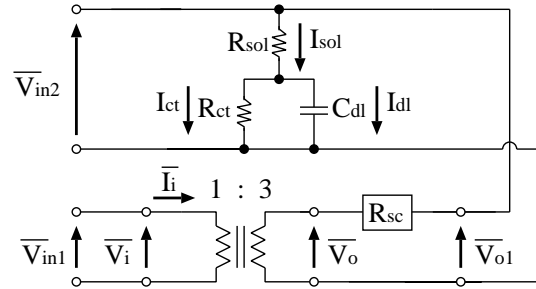 Rsol
Isol
Vin2
Ict
Rct
Cdl
Idl
Ii
1 : 3
Rsc
Vin1
Vi
Vo
Vo1